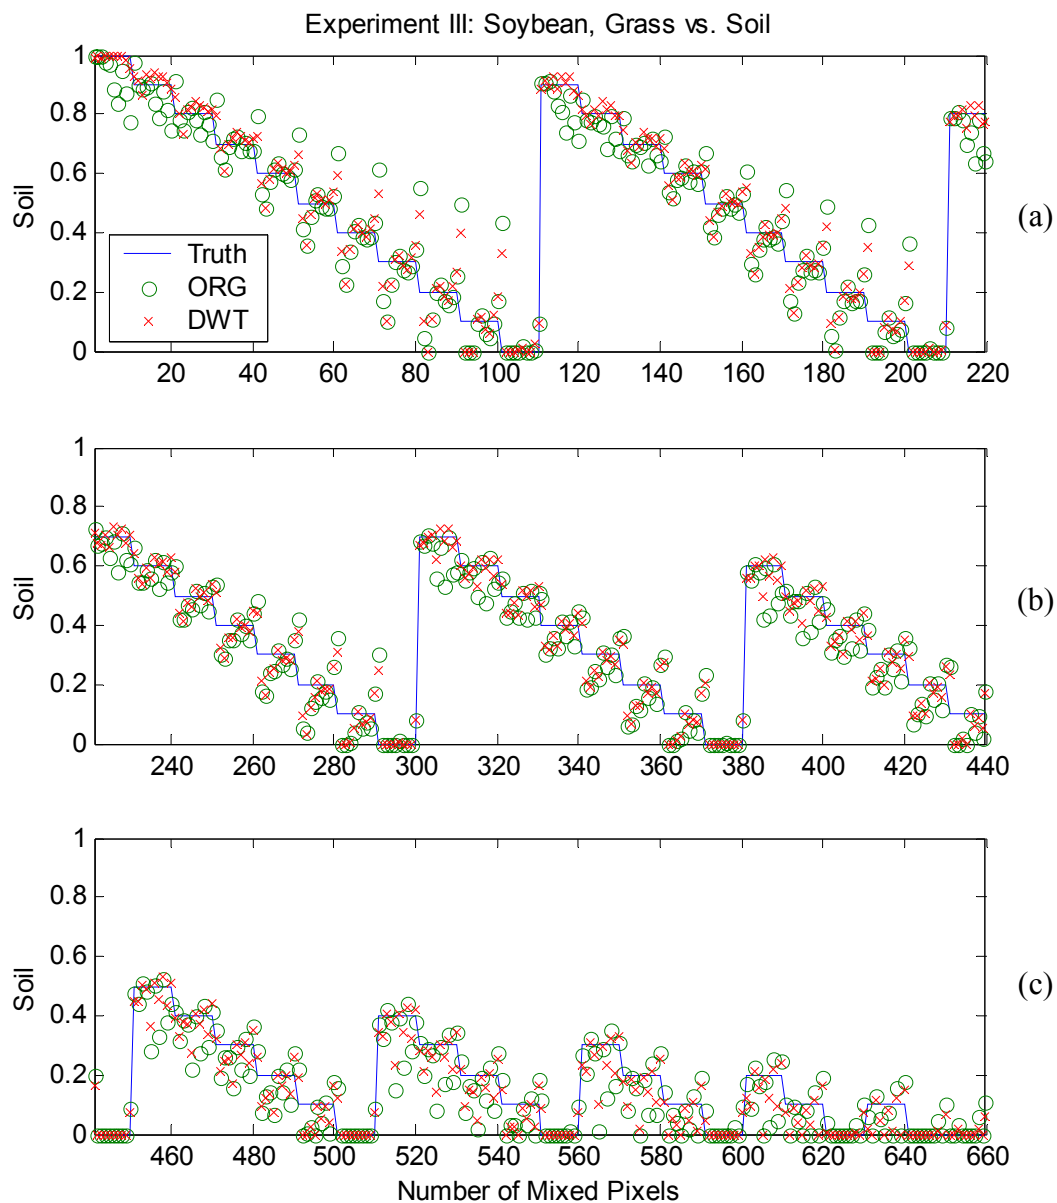 Experiment III: Soybean, Grass vs. Soil
1
0.8
0.6
0.4
0.2
0
Soil
Truth
ORG
DWT
20 40 60 80 100 120 140 160 180 200 220
(a)
1
0.8
0.6
0.4
0.2
0
Soil
240 260 280 300 320 340 360 380 400 420 440
(b)
1
0.8
0.6
0.4
0.2
0
Soil
460 480 500 520 540 560 580 600 620 640 660
(c)
Number of Mixed Pixels